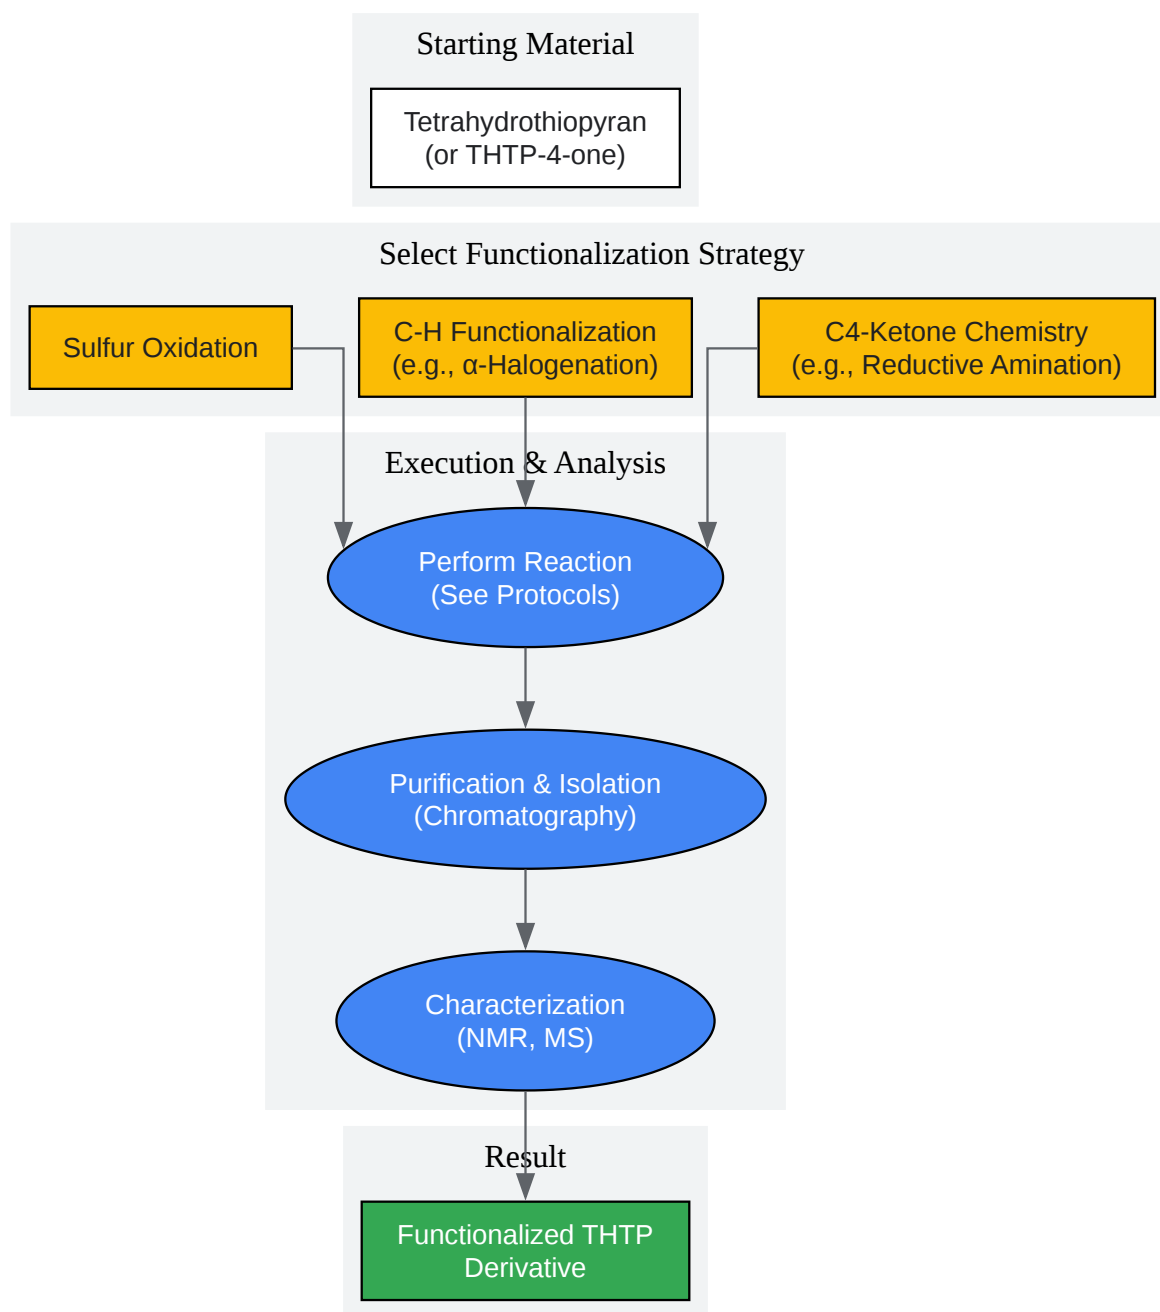 Starting Material
Tetrahydrothiopyran
(or THTP-4-one)
Select Functionalization Strategy
Sulfur Oxidation
C-H Functionalization
(e.g., α-Halogenation)
C4-Ketone Chemistry
(e.g., Reductive Amination)
Execution & Analysis
Perform Reaction
(See Protocols)
Purification & Isolation
(Chromatography)
Characterization
(NMR, MS)
Result
Functionalized THTP
Derivative